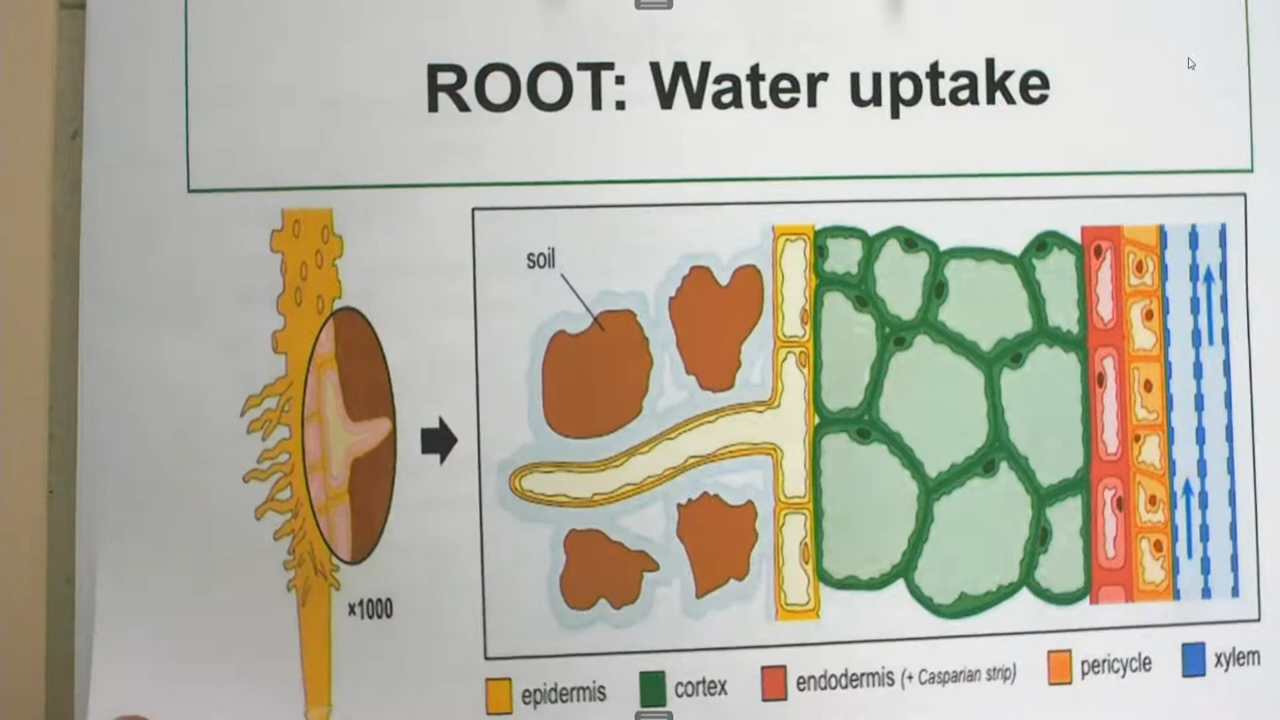 ROOT: Water uptake
soil
×1000
epidermis
cortex
endodermis (+ Casparian strip)
pericycle
xylem